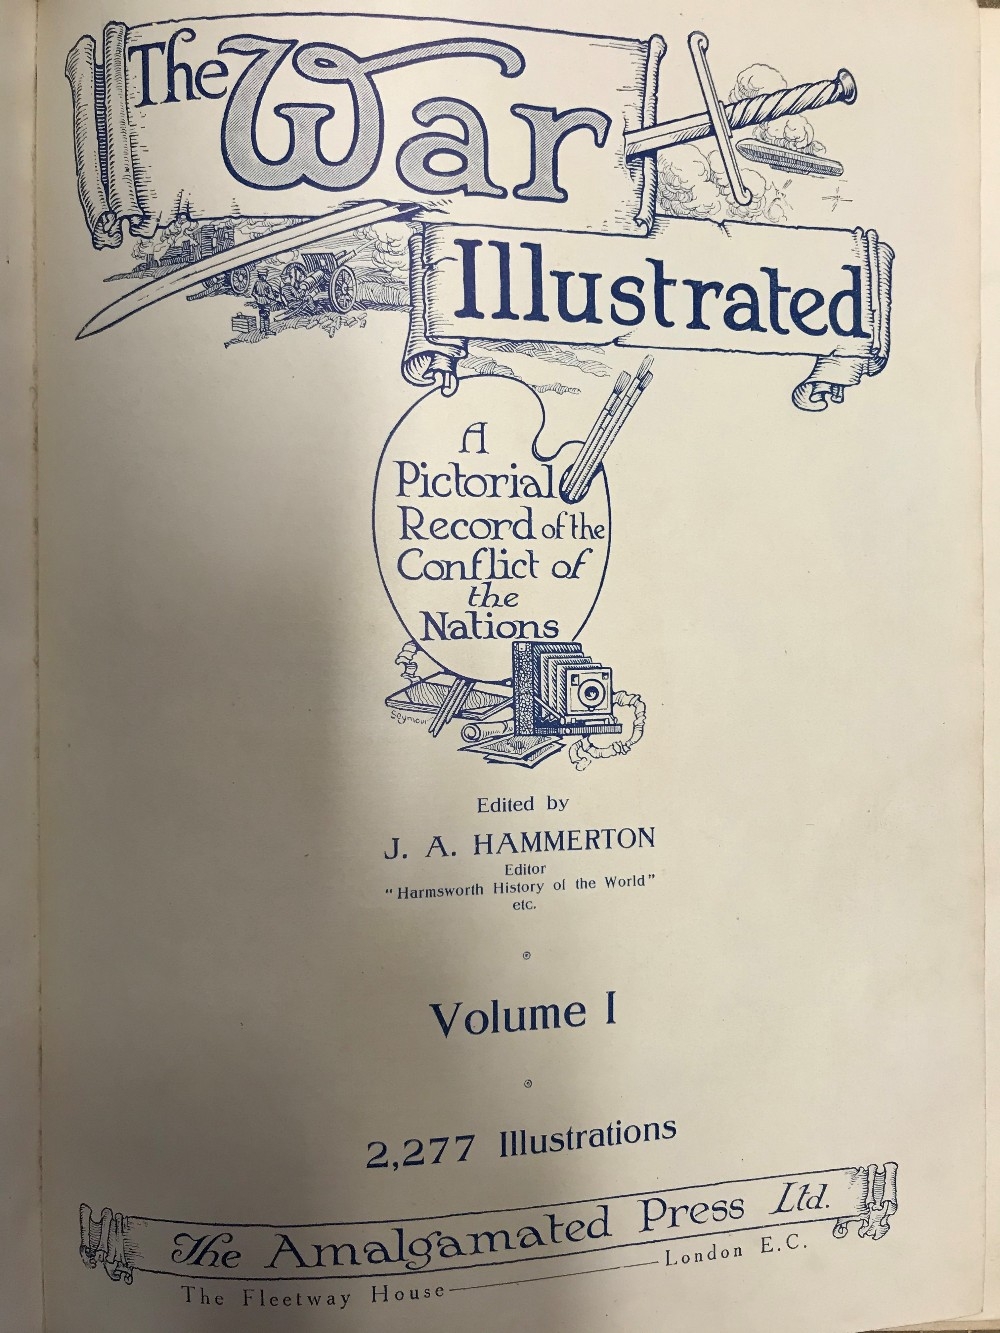 The War
Illustrated
A
Pictorial
Record of the
Conflict of
the
Nations
Seymour
Edited by
J. A. HAMMERTON
Editor
"Harmsworth History of the World"
etc.
Volume I
2,277 Illustrations
The Amalgamated Press Ltd.
The Fleetway House — London E.C.